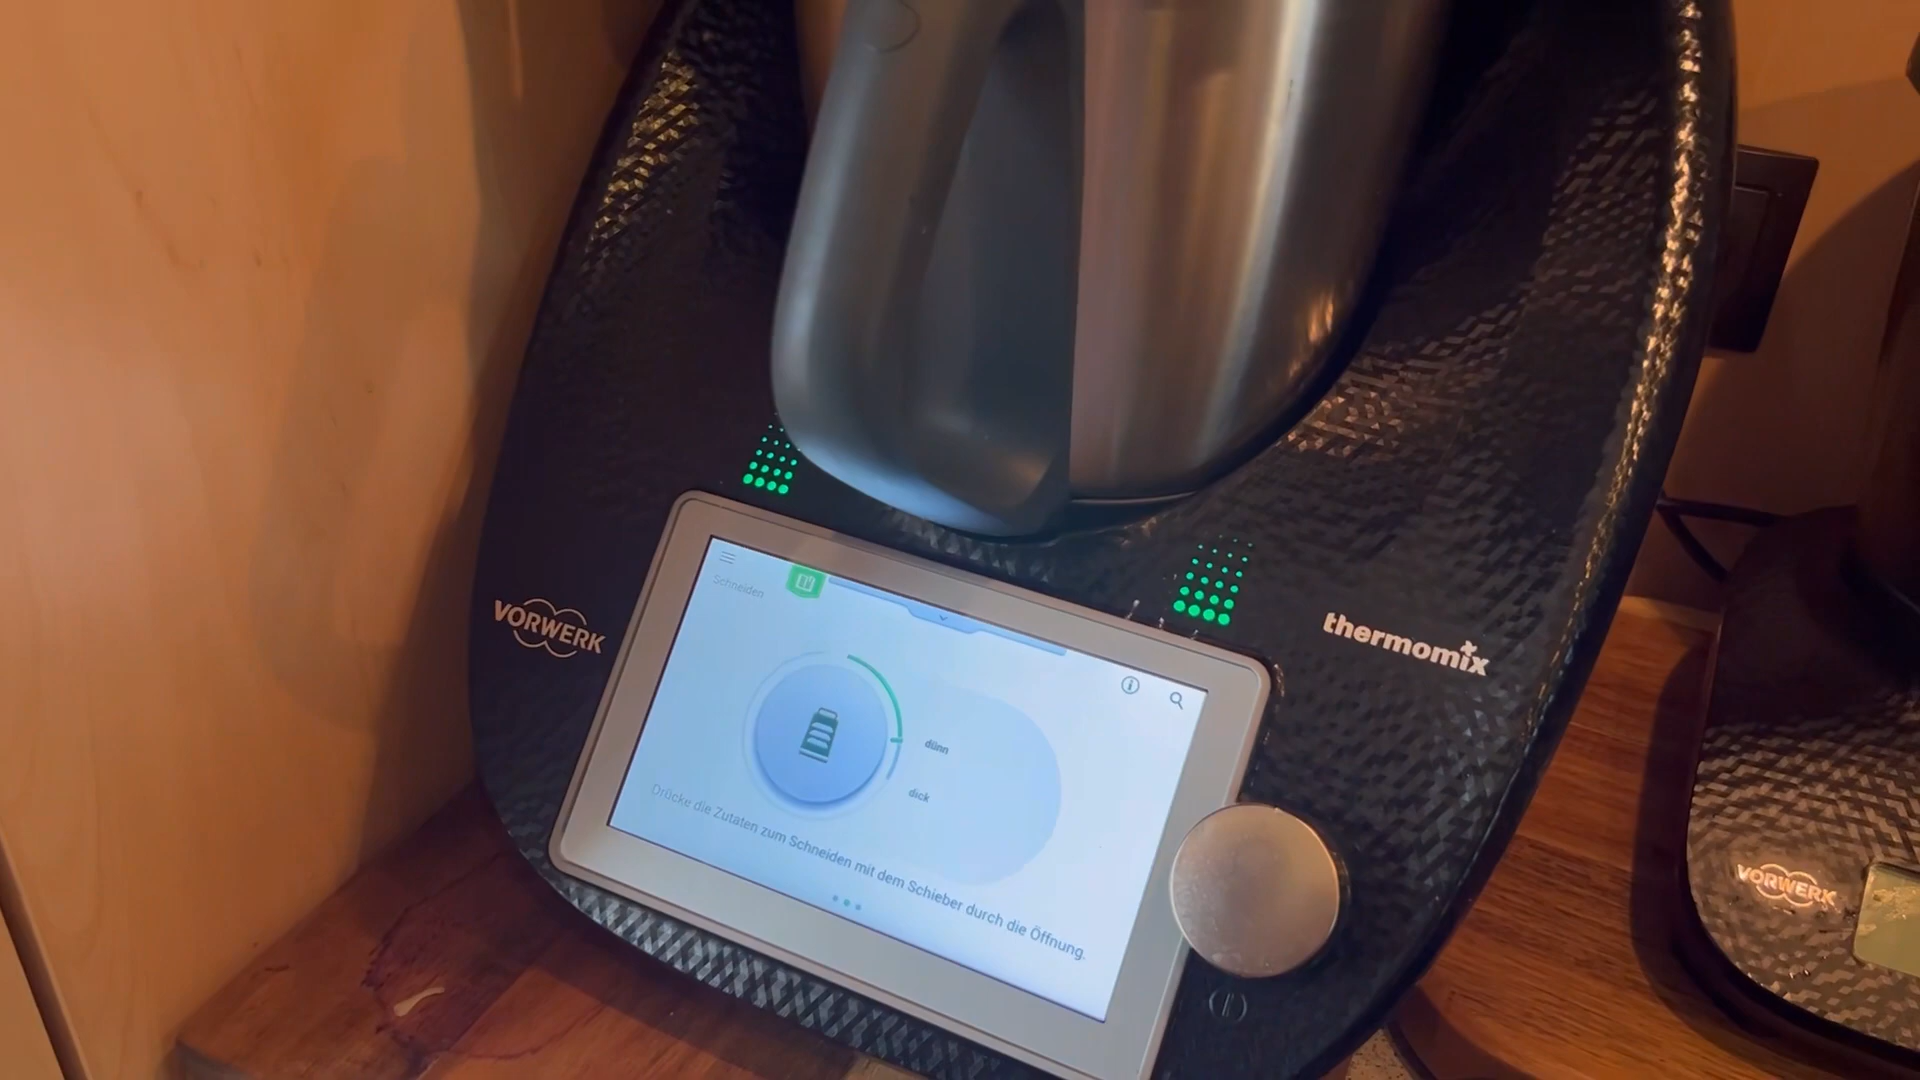 VORWERK
thermomix
Schneiden
dünn
dick
Drücke die Zutaten zum Schneiden mit dem Schieber durch die Öffnung.
VORWERK